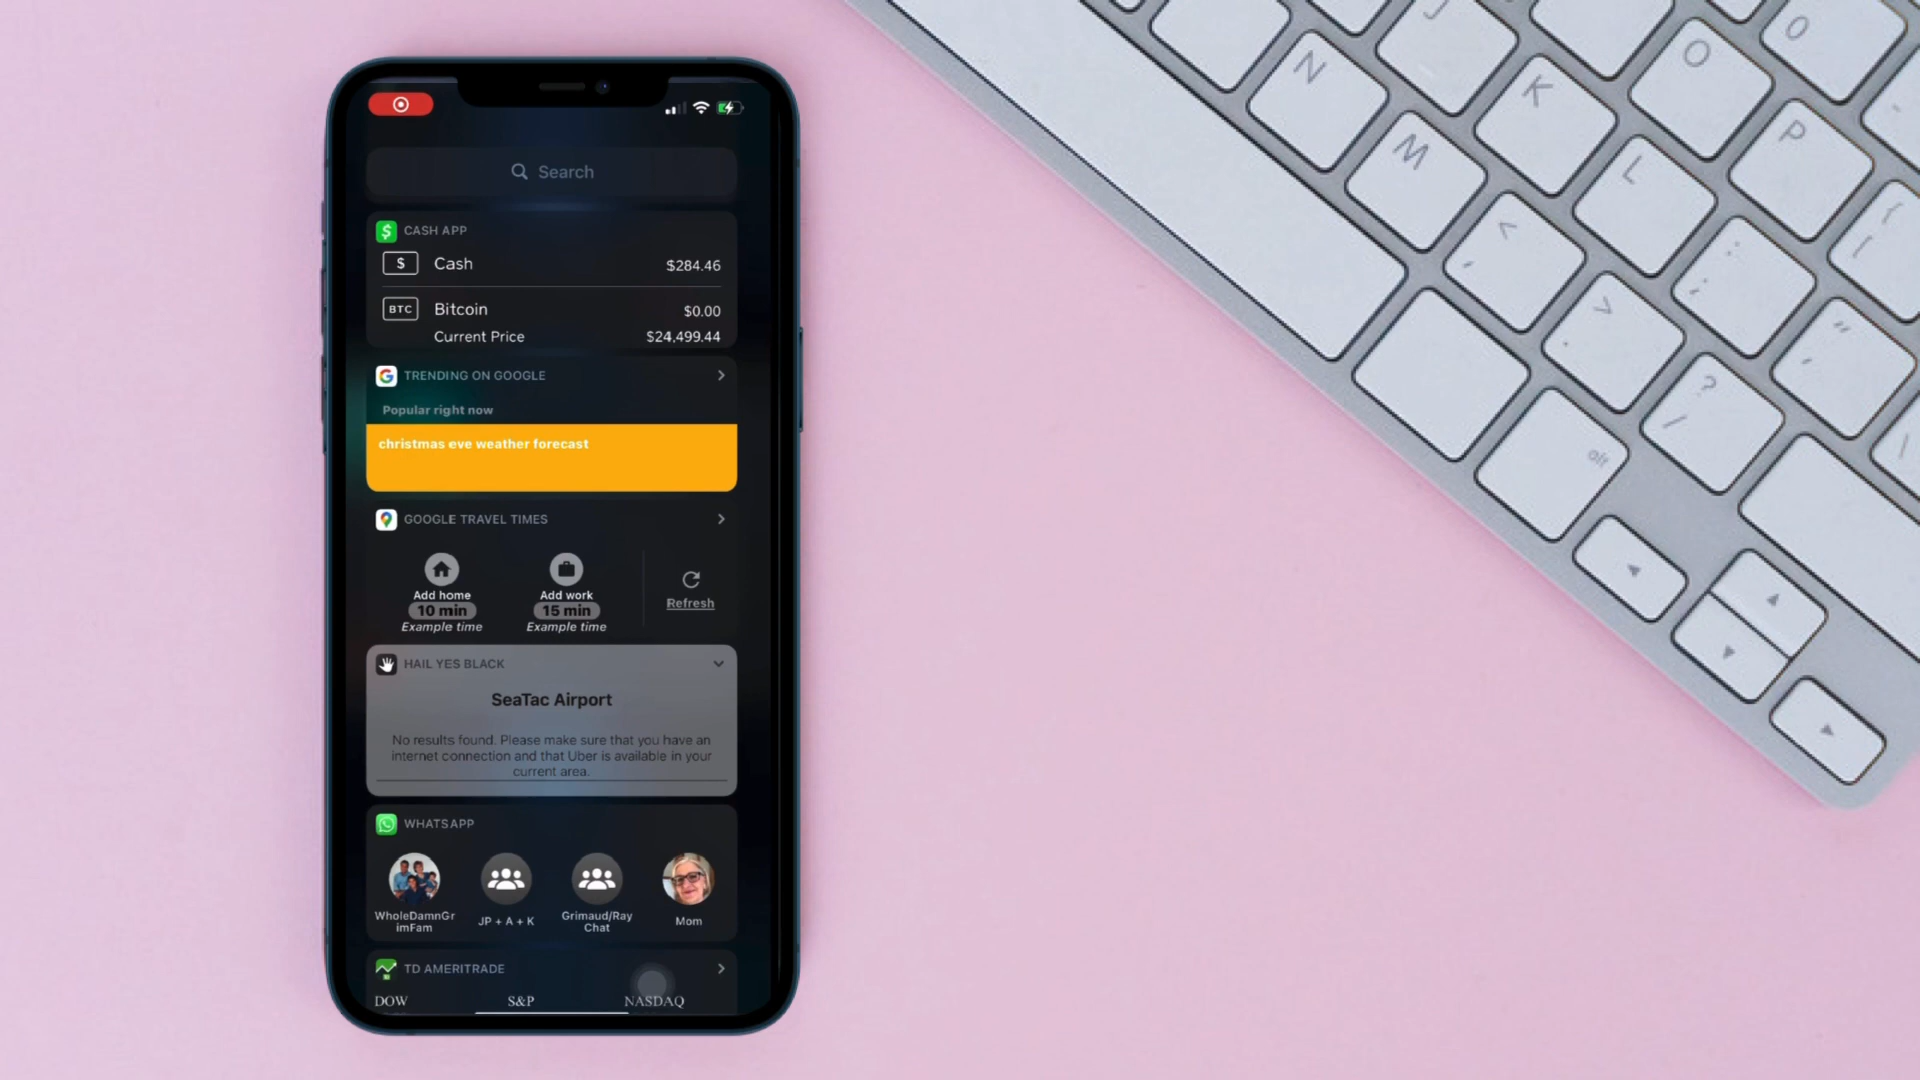 Search
CASH APP
$ Cash $284.46
BTC Bitcoin $0.00
Current Price $24,499.44
TRENDING ON GOOGLE
Popular right now
christmas eve weather forecast
GOOGLE TRAVEL TIMES
Add home Add work
10 min 15 min Refresh
Example time Example time
HAIL YES BLACK
SeaTac Airport
No results found. Please make sure that you have an
internet connection and that Uber is available in your
current area.
WHATSAPP
WholeDamnGr
imFam
JP + A + K
Grimaud/Ray
Chat
Mom
TD AMERITRADE
DOW S&P NASDAQ
J
N
K
O
0
M
L
P
< ,
: ;
{ [
> .
" '
? /
alt